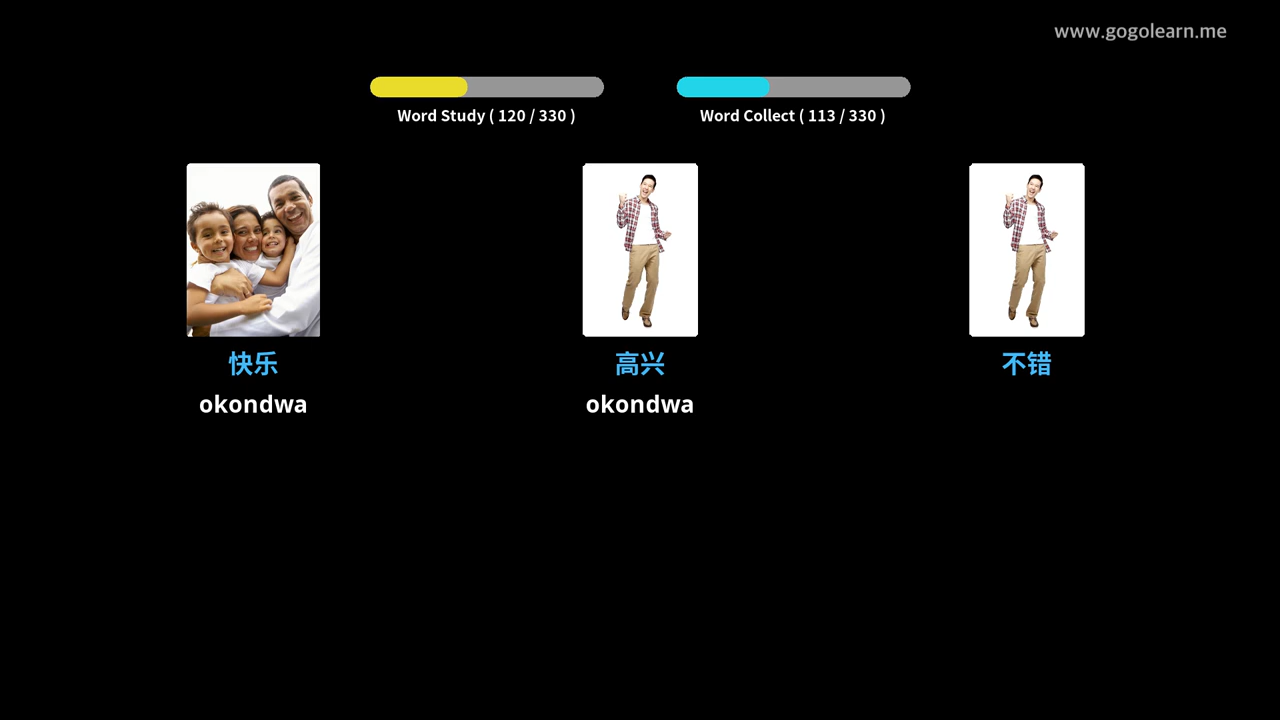 www.gogolearn.me
Word Study ( 120 / 330 )
Word Collect ( 113 / 330 )
快乐
高兴
不错
okondwa
okondwa